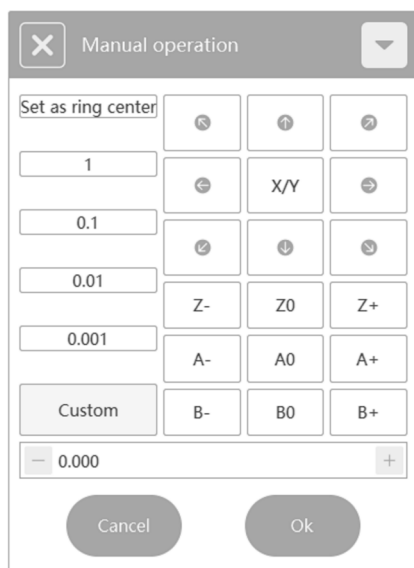 Manual operation
Set as ring center
1
X/Y
0.1
0.01
Z- Z0 Z+
0.001
A- A0 A+
Custom
B- B0 B+
− 0.000 +
Cancel Ok